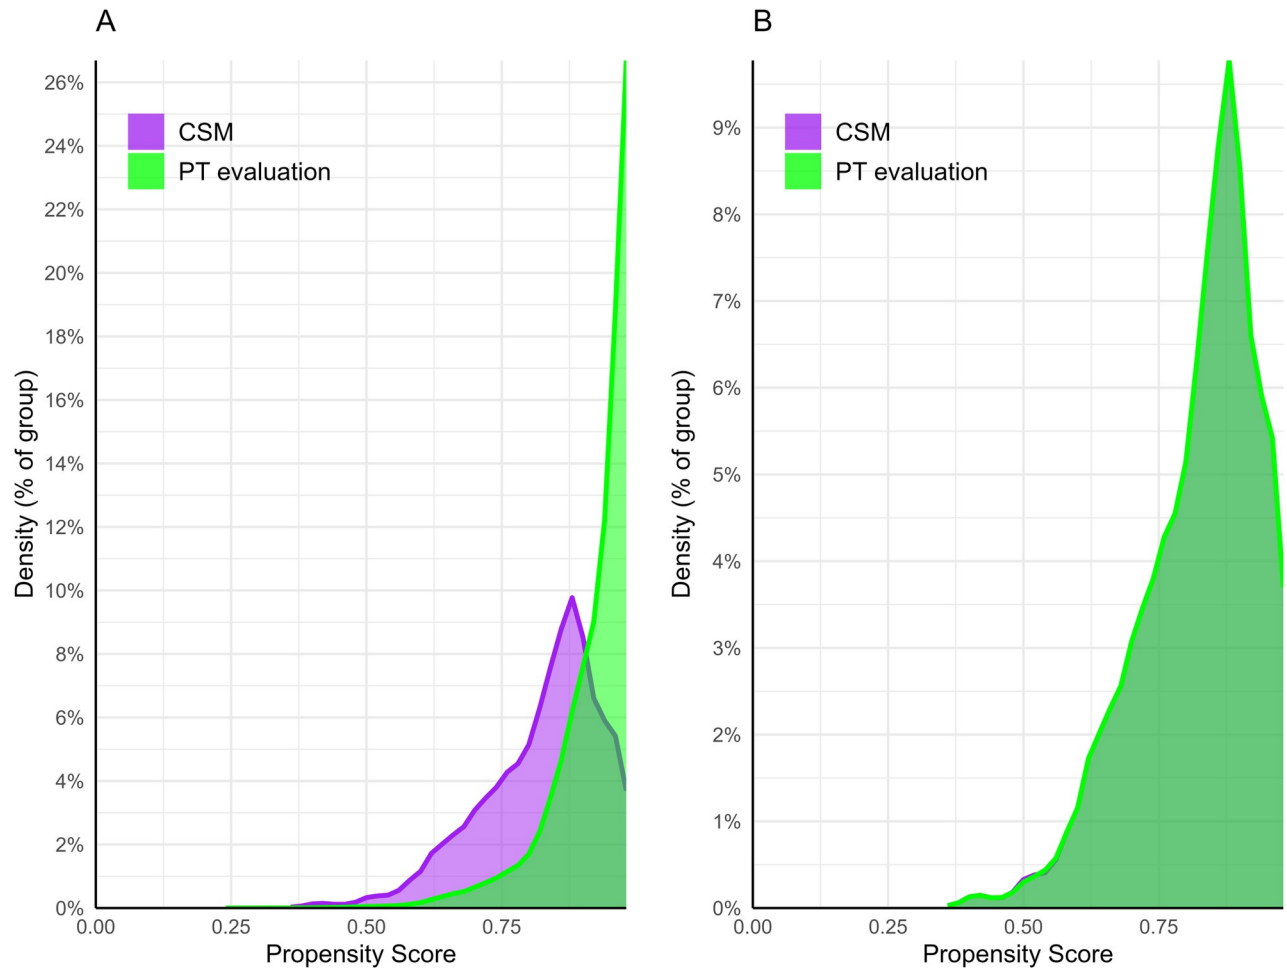 A
26%
24%
22%
20%
18%
16%
14%
12%
10%
8%
6%
4%
2%
0%
Density (% of group)
CSM
PT evaluation
0.00 0.25 0.50 0.75
Propensity Score
B
9%
8%
7%
6%
5%
4%
3%
2%
1%
0%
Density (% of group)
CSM
PT evaluation
0.00 0.25 0.50 0.75
Propensity Score